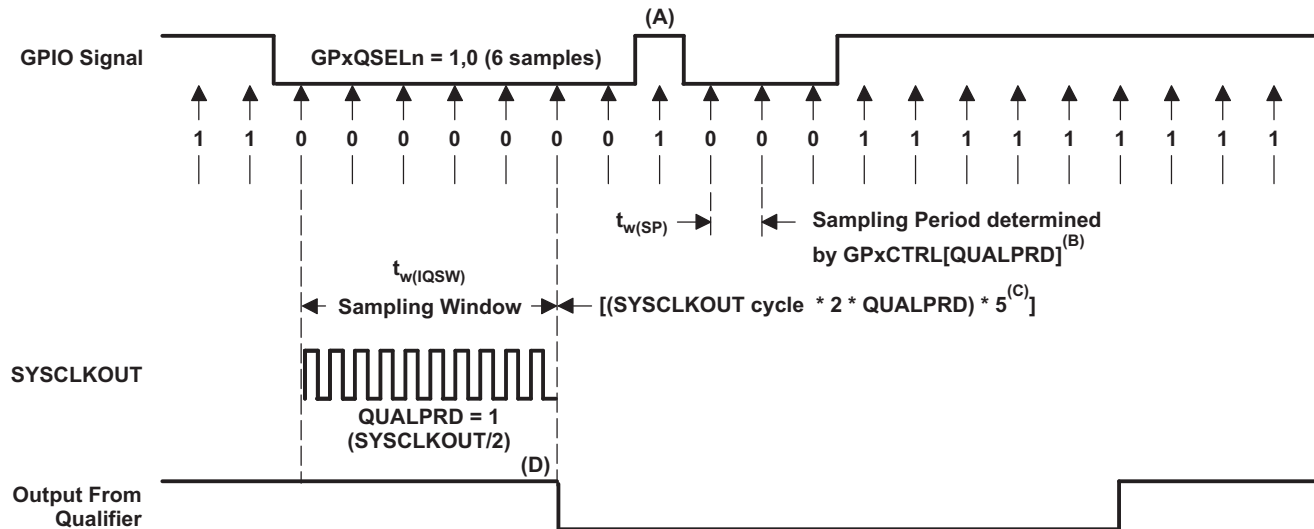 (A)
GPIO Signal
GPxQSELn = 1,0 (6 samples)
1 1 0 0 0 0 0 0 0 1 0 0 0 1 1 1 1 1 1 1 1 1
tw(SP)
Sampling Period determined
by GPxCTRL[QUALPRD](B)
tw(IQSW)
Sampling Window
[(SYSCLKOUT cycle * 2 * QUALPRD) * 5(C)]
SYSCLKOUT
QUALPRD = 1
(SYSCLKOUT/2)
(D)
Output From
Qualifier